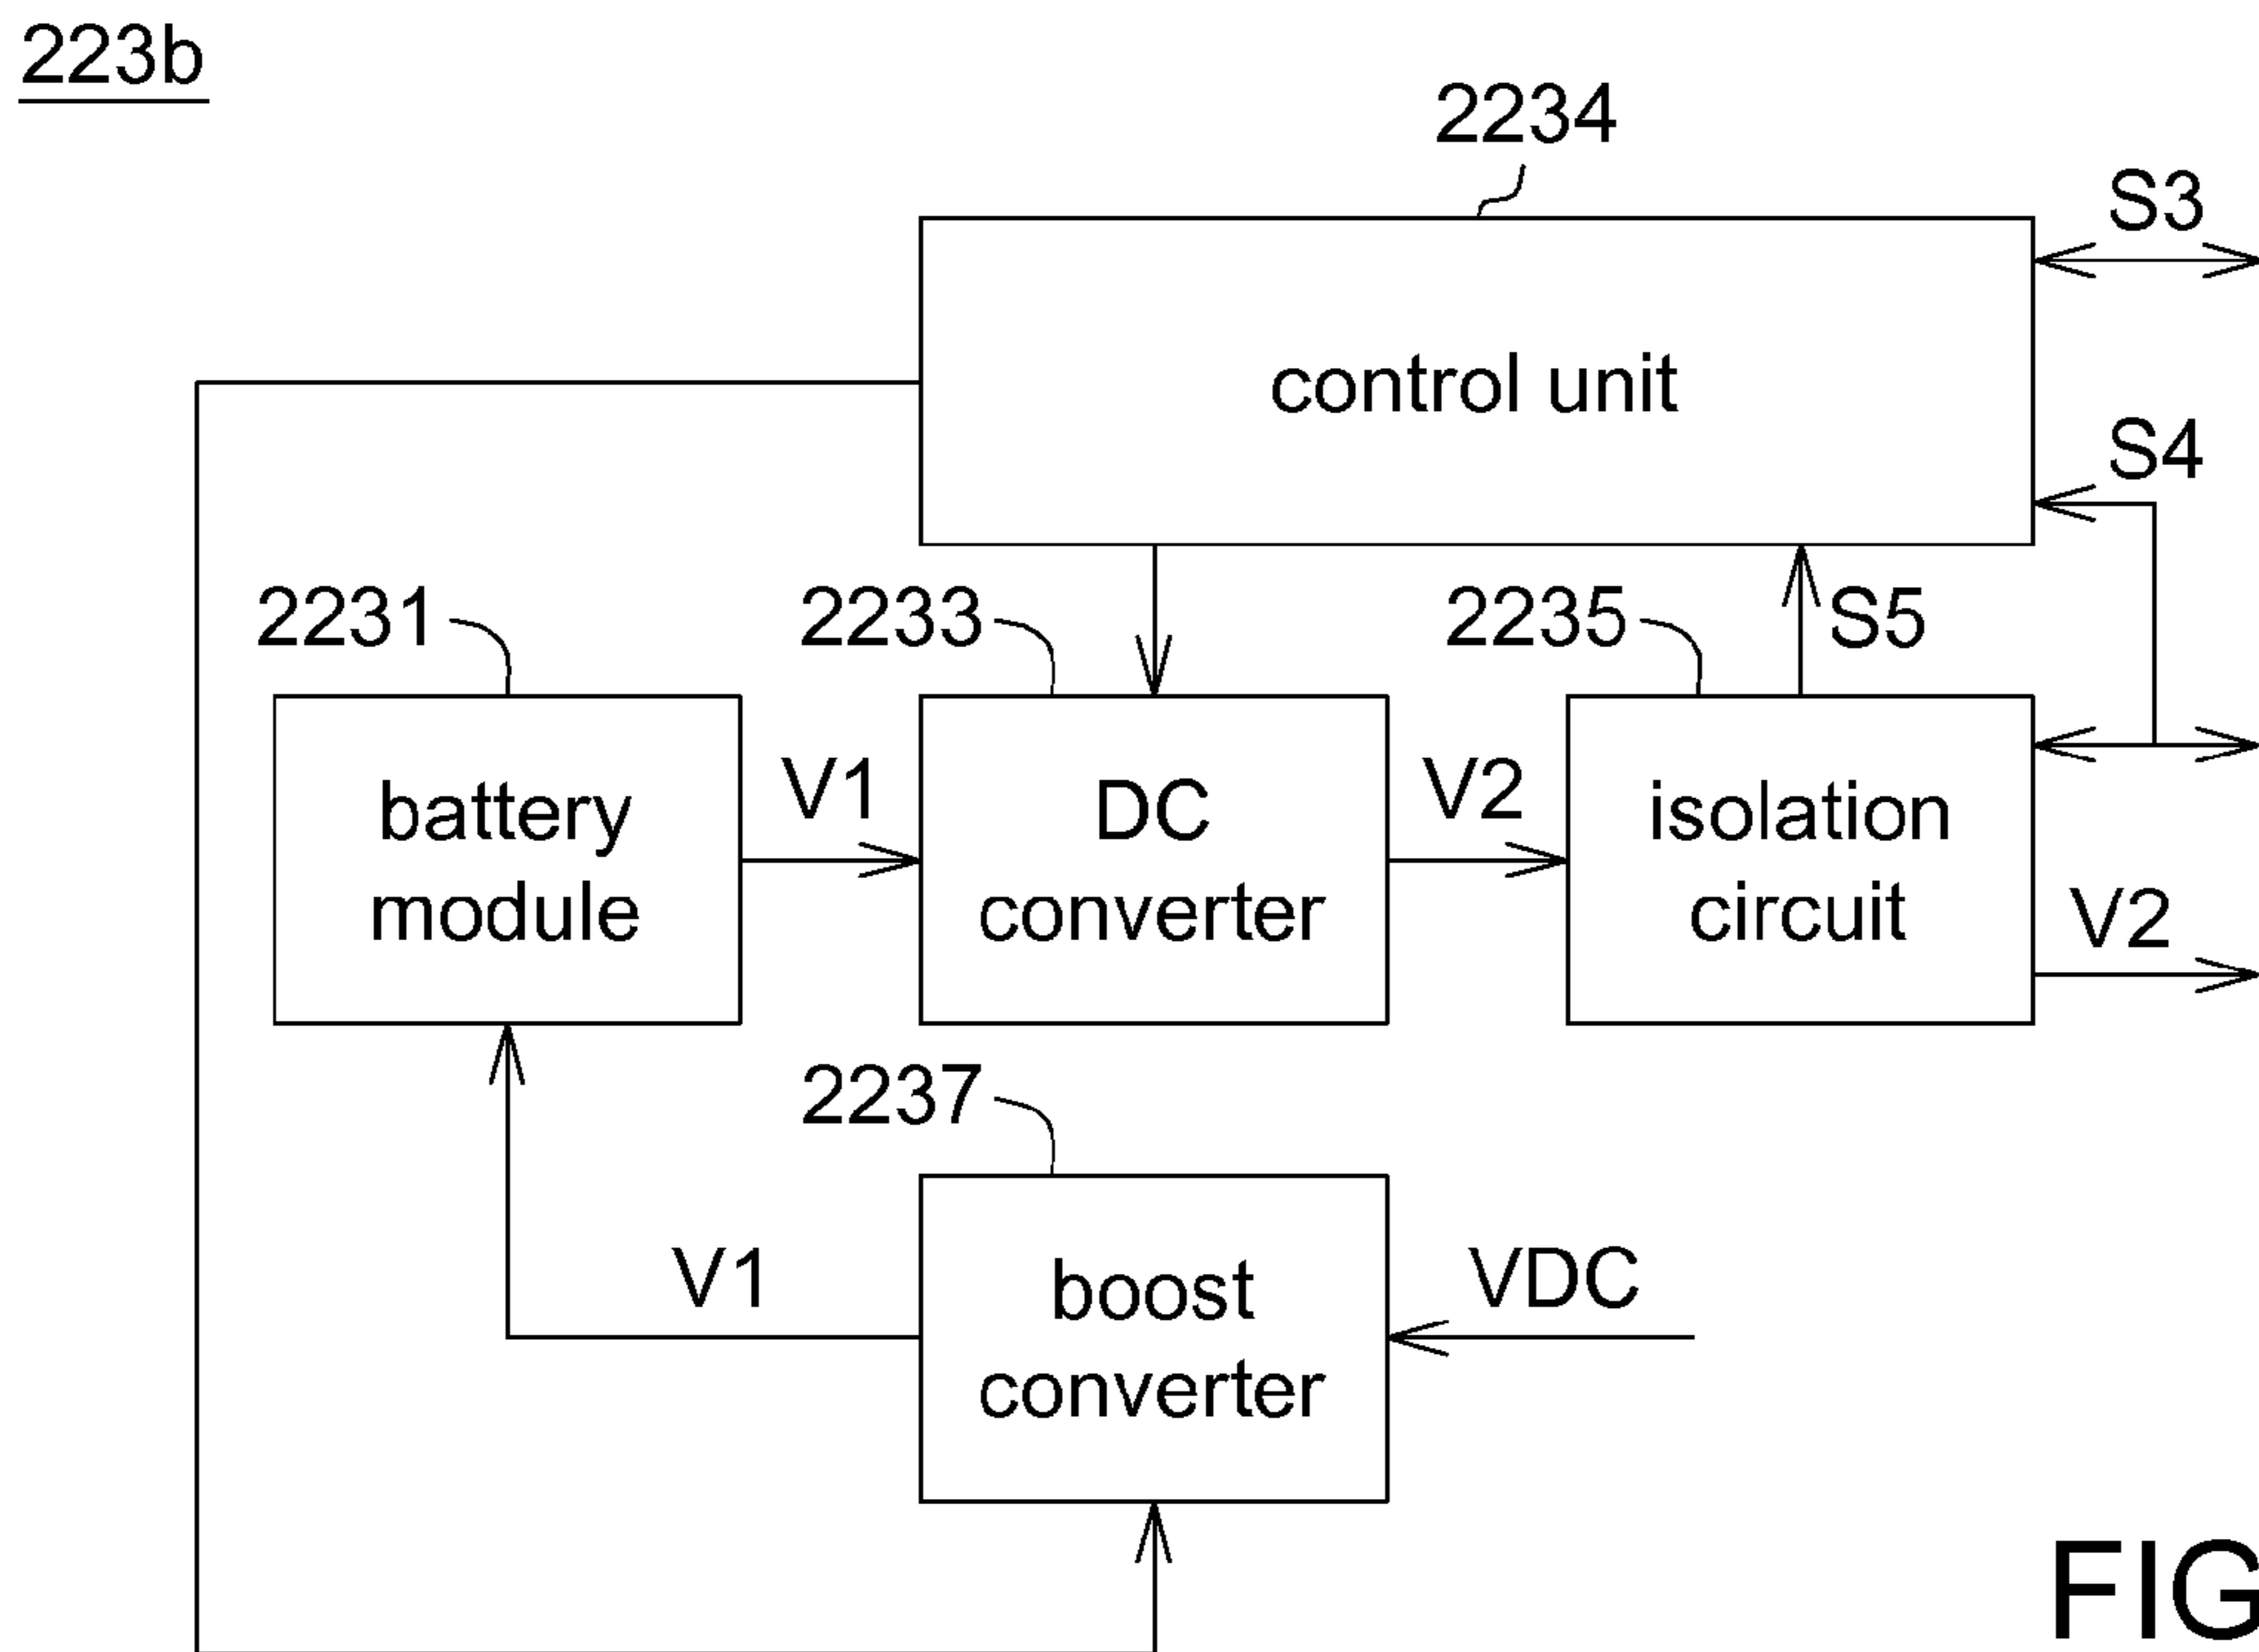 223b
2234
S3
control unit
S4
2231
2233
2235
S5
battery
module
V1
DC
converter
V2
isolation
circuit
V2
2237
V1
boost
converter
VDC
FIG